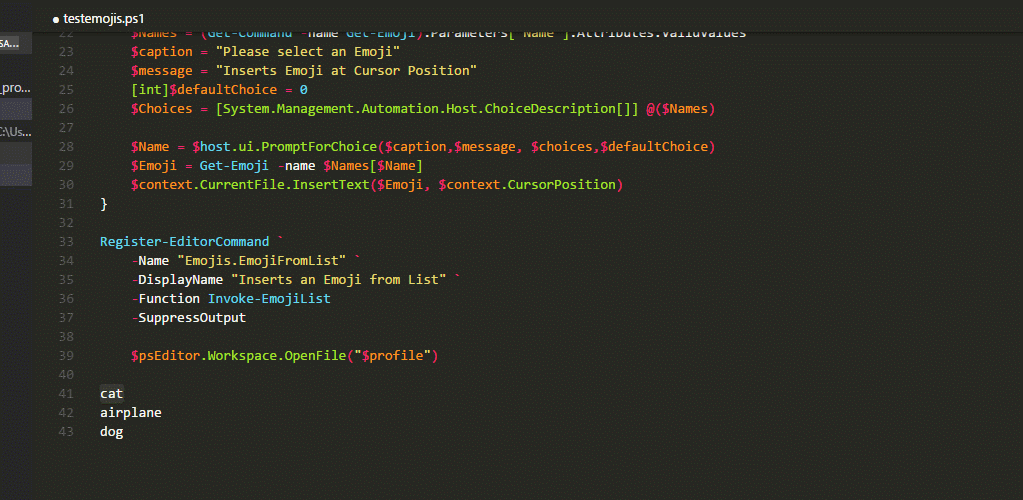 ● testemojis.ps1
SA...
_pro...
C:\Us...
22 $Names = (Get-Command -Name Get-Emoji).Parameters['Name'].Attributes.ValidValues
23 $caption = "Please select an Emoji"
24 $message = "Inserts Emoji at Cursor Position"
25 [int]$defaultChoice = 0
26 $Choices = [System.Management.Automation.Host.ChoiceDescription[]] @($Names)
27
28 $Name = $host.ui.PromptForChoice($caption,$message, $choices,$defaultChoice)
29 $Emoji = Get-Emoji -name $Names[$Name]
30 $context.CurrentFile.InsertText($Emoji, $context.CursorPosition)
31 }
32
33 Register-EditorCommand `
34 -Name "Emojis.EmojiFromList" `
35 -DisplayName "Inserts an Emoji from List" `
36 -Function Invoke-EmojiList
37 -SuppressOutput
38
39 $psEditor.Workspace.OpenFile("$profile")
40
41 cat
42 airplane
43 dog